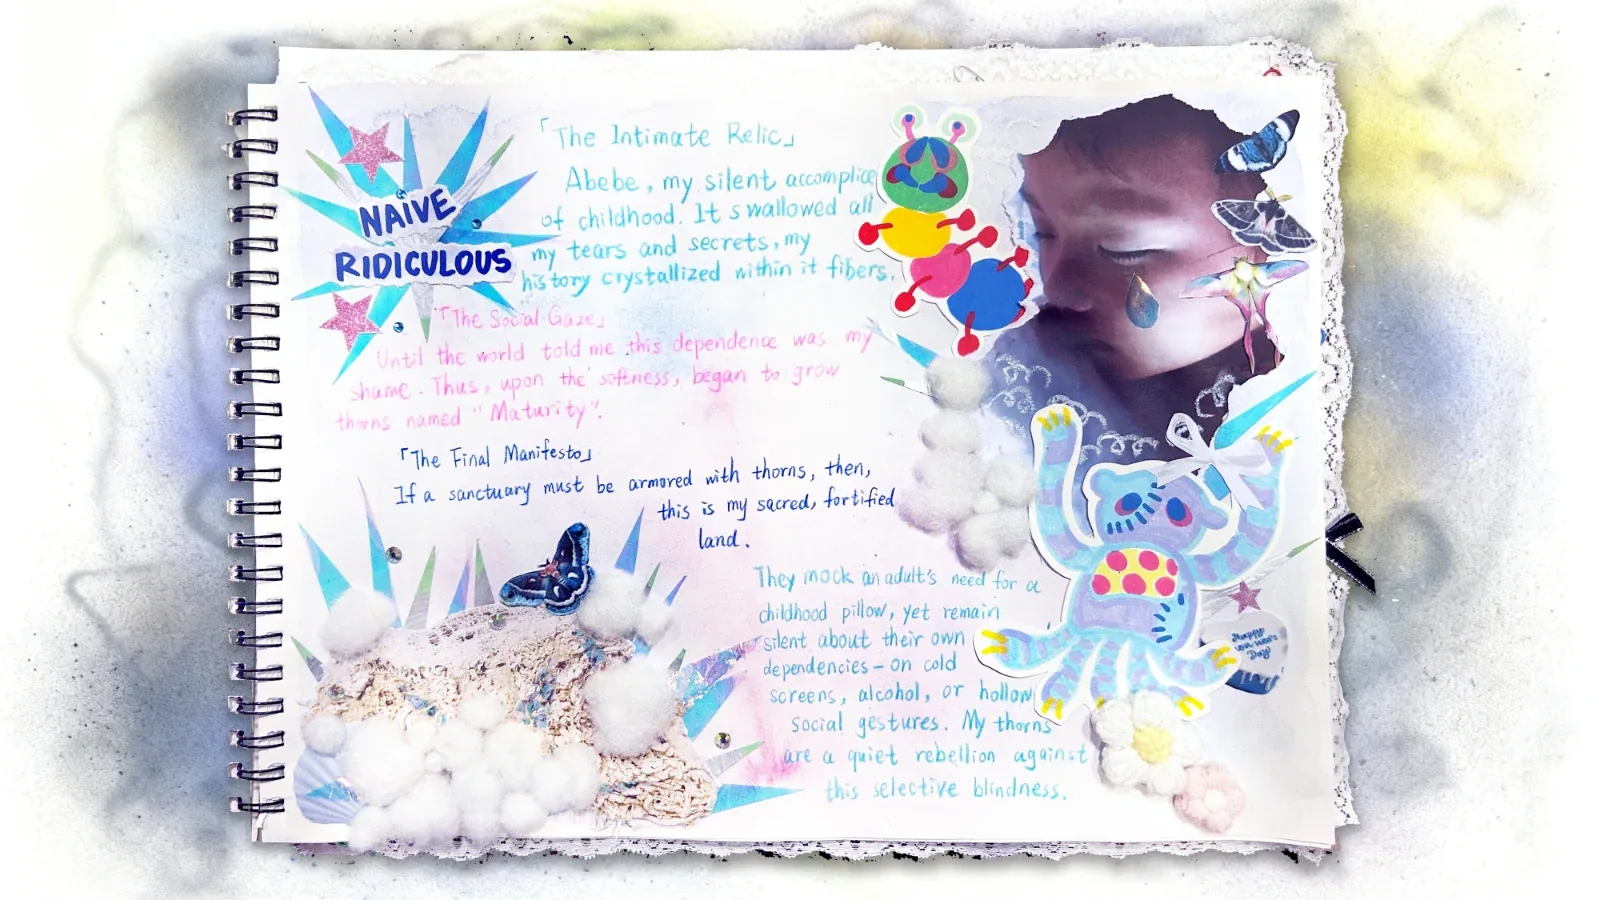 NAIVE
RIDICULOUS
「The Intimate Relic」
Abebe, my silent accomplice
of childhood. It swallowed all
my tears and secrets, my
history crystallized within it fibers.
「The Social Gaze」
Until the world told me this dependence was my
shame. Thus, upon the softness, began to grow
thorns named "Maturity".
「The Final Manifesto」
If a sanctuary must be armored with thorns, then,
this is my sacred, fortified
land.
They mock an adult's need for a
childhood pillow, yet remain
silent about their own
dependencies – on cold
screens, alcohol, or hollow
social gestures. My thorns
are a quiet rebellion against
this selective blindness.
Happy
Day!